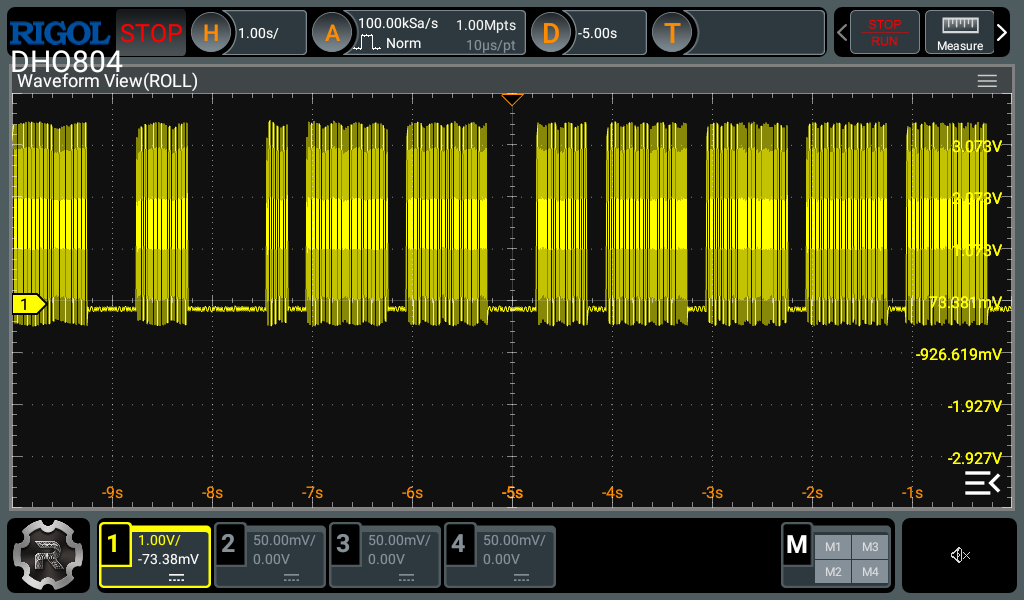 RIGOL STOP H 1.00s/ A 100.00kSa/s 1.00Mpts D -5.00s T STOP
Norm 10µs/pt RUN Measure
DHO804
Waveform View(ROLL)
3.073V
2.073V
1.073V
1 73.381mV
-926.619mV
-1.927V
-2.927V
-9s -8s -7s -6s -5s -4s -3s -2s -1s
1 1.00V/ 2 50.00mV/ 3 50.00mV/ 4 50.00mV/ M M1 M3
-73.38mV 0.00V 0.00V 0.00V M2 M4